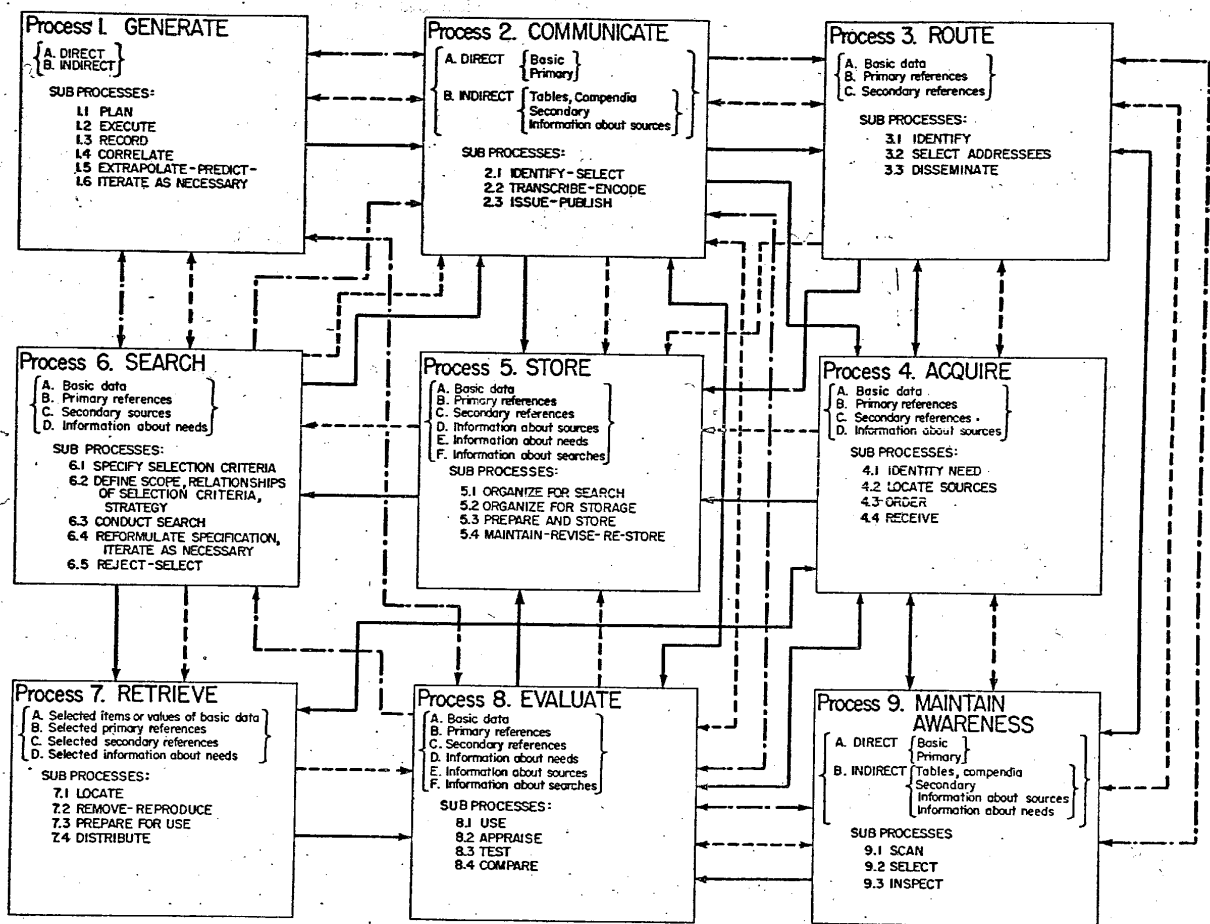 Process 1. GENERATE
A. DIRECT
B. INDIRECT
SUB PROCESSES:
1.1 PLAN
1.2 EXECUTE
1.3 RECORD
1.4 CORRELATE
1.5 EXTRAPOLATE-PREDICT-
1.6 ITERATE AS NECESSARY
Process 2. COMMUNICATE
A. DIRECT Basic
Primary
B. INDIRECT Tables, Compendia
Secondary
Information about sources
SUB PROCESSES:
2.1 IDENTIFY-SELECT
2.2 TRANSCRIBE-ENCODE
2.3 ISSUE-PUBLISH
Process 3. ROUTE
A. Basic data
B. Primary references
C. Secondary references
SUB PROCESSES:
3.1 IDENTIFY
3.2 SELECT ADDRESSEES
3.3 DISSEMINATE
Process 6. SEARCH
A. Basic data
B. Primary references
C. Secondary sources
D. Information about needs
SUB PROCESSES:
6.1 SPECIFY SELECTION CRITERIA
6.2 DEFINE SCOPE, RELATIONSHIPS
OF SELECTION CRITERIA,
STRATEGY
6.3 CONDUCT SEARCH
6.4 REFORMULATE SPECIFICATION,
ITERATE AS NECESSARY
6.5 REJECT-SELECT
Process 5. STORE
A. Basic data
B. Primary references
C. Secondary references
D. Information about sources
E. Information about needs
F. Information about searches
SUB PROCESSES:
5.1 ORGANIZE FOR SEARCH
5.2 ORGANIZE FOR STORAGE
5.3 PREPARE AND STORE
5.4 MAINTAIN-REVISE-RE-STORE
Process 4. ACQUIRE
A. Basic data
B. Primary references
C. Secondary references
D. Information about sources
SUB PROCESSES:
4.1 IDENTITY NEED
4.2 LOCATE SOURCES
4.3 ORDER
4.4 RECEIVE
Process 7. RETRIEVE
A. Selected items or values of basic data
B. Selected primary references
C. Selected secondary references
D. Selected information about needs
SUB PROCESSES:
7.1 LOCATE
7.2 REMOVE-REPRODUCE
7.3 PREPARE FOR USE
7.4 DISTRIBUTE
Process 8. EVALUATE
A. Basic data
B. Primary references
C. Secondary references
D. Information about needs
E. Information about sources
F. Information about searches
SUB PROCESSES:
8.1 USE
8.2 APPRAISE
8.3 TEST
8.4 COMPARE
Process 9. MAINTAIN
AWARENESS
A. DIRECT Basic
Primary
B. INDIRECT Tables, compendia
Secondary
Information about sources
Information about needs
SUB PROCESSES
9.1 SCAN
9.2 SELECT
9.3 INSPECT